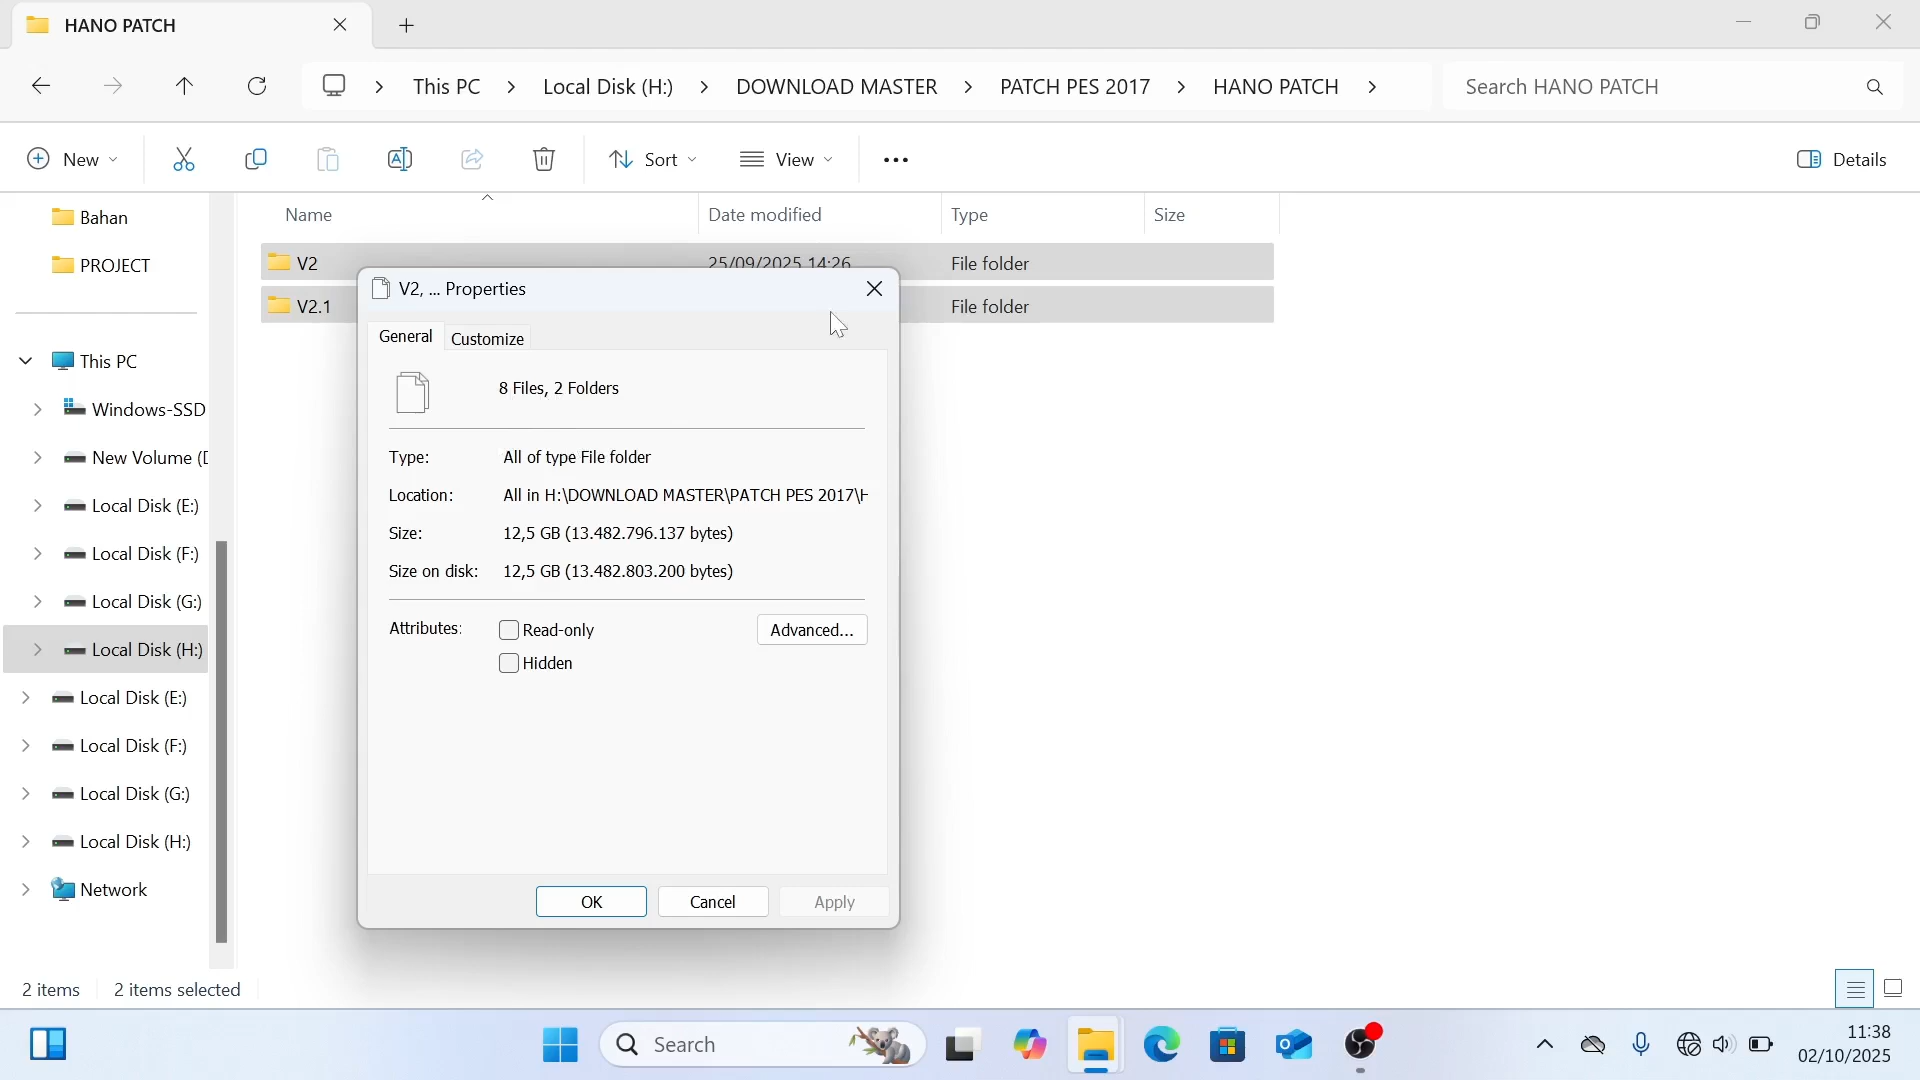 HANO PATCH
This PC > Local Disk (H:) > DOWNLOAD MASTER > PATCH PES 2017 > HANO PATCH >
Search HANO PATCH
New
Sort
View
Details
Bahan
PROJECT
This PC
Windows-SSD
New Volume (D
Local Disk (E:)
Local Disk (F:)
Local Disk (G:)
Local Disk (H:)
Local Disk (E:)
Local Disk (F:)
Local Disk (G:)
Local Disk (H:)
Network
Name Date modified Type Size
V2 25/09/2025 14:26 File folder
V2.1 File folder
V2, ... Properties
General Customize
8 Files, 2 Folders
Type: All of type File folder
Location: All in H:\DOWNLOAD MASTER\PATCH PES 2017\H
Size: 12,5 GB (13.482.796.137 bytes)
Size on disk: 12,5 GB (13.482.803.200 bytes)
Attributes: Read-only Advanced...
Hidden
OK Cancel Apply
2 items 2 items selected
Search
11:38
02/10/2025